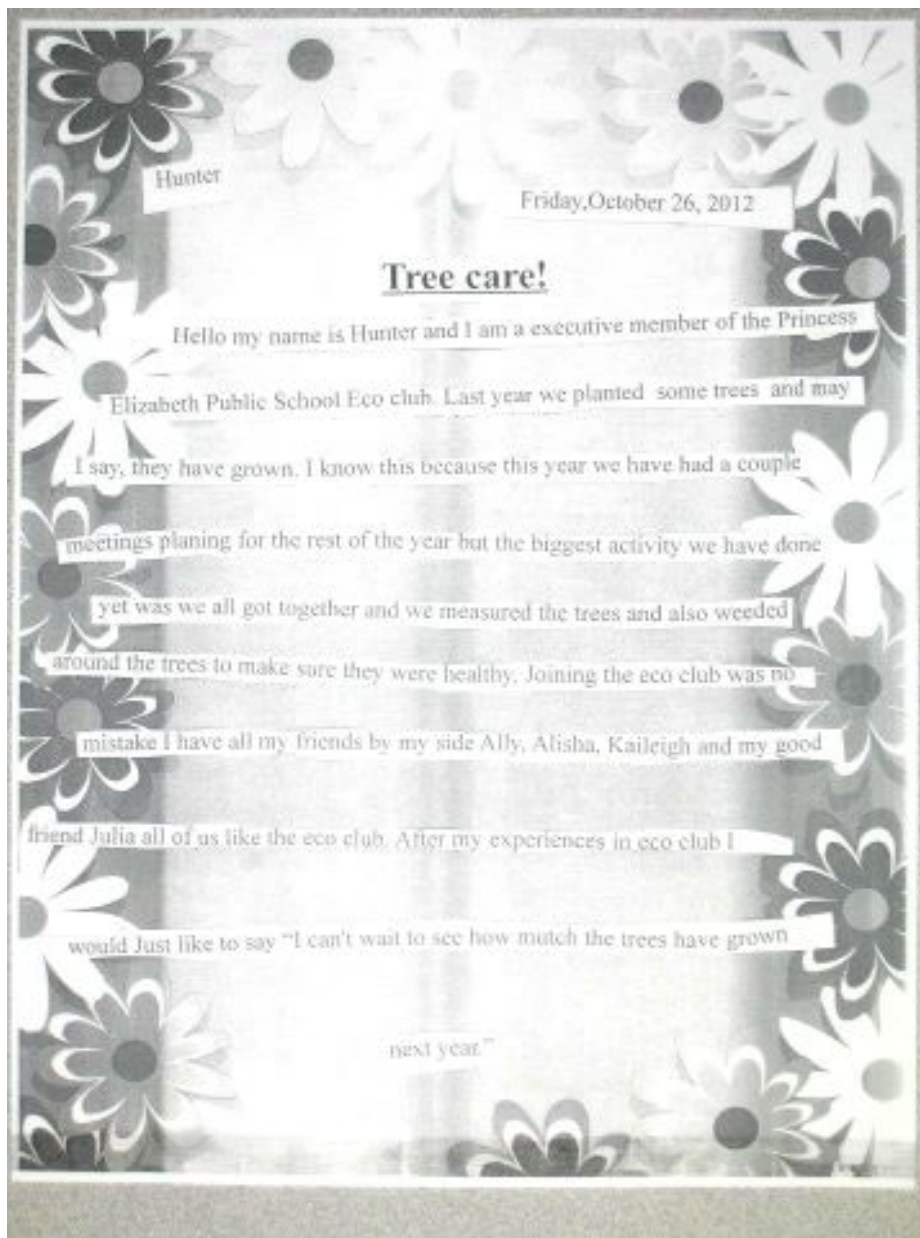 Hunter
Friday,October 26, 2012
Tree care!
Hello my name is Hunter and I am a executive member of the Princess
Elizabeth Public School Eco club. Last year we planted some trees and may
I say, they have grown. I know this because this year we have had a couple
meetings planing for the rest of the year but the biggest activity we have done
yet was we all got together and we measured the trees and also weeded
around the trees to make sure they were healthy. Joining the eco club was no
mistake I have all my friends by my side Ally, Alisha, Kaileigh and my good
friend Julia all of us like the eco club. After my experiences in eco club I
would Just like to say “I can't wait to see how mutch the trees have grown
next year.”